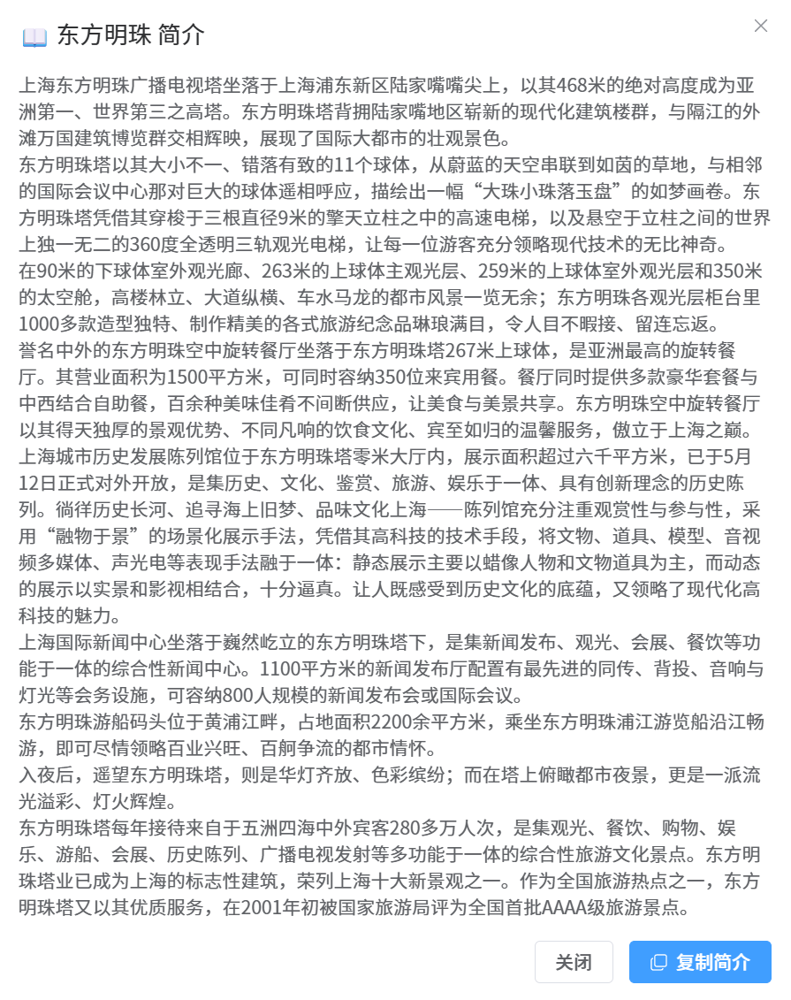 东方明珠 简介
上海东方明珠广播电视塔坐落于上海浦东新区陆家嘴嘴尖上，以其468米的绝对高度成为亚
洲第一、世界第三之高塔。东方明珠塔背拥陆家嘴地区崭新的现代化建筑楼群，与隔江的外
滩万国建筑博览群交相辉映，展现了国际大都市的壮观景色。
东方明珠塔以其大小不一、错落有致的11个球体，从蔚蓝的天空串联到如茵的草地，与相邻
的国际会议中心那对巨大的球体遥相呼应，描绘出一幅“大珠小珠落玉盘”的如梦画卷。东
方明珠塔凭借其穿梭于三根直径9米的擎天立柱之中的高速电梯，以及悬空于立柱之间的世界
上独一无二的360度全透明三轨观光电梯，让每一位游客充分领略现代技术的无比神奇。
在90米的下球体室外观光廊、263米的上球体主观光层、259米的上球体室外观光层和350米
的太空舱，高楼林立、大道纵横、车水马龙的都市风景一览无余；东方明珠各观光层柜台里
1000多款造型独特、制作精美的各式旅游纪念品琳琅满目，令人目不暇接、留连忘返。
誉名中外的东方明珠空中旋转餐厅坐落于东方明珠塔267米上球体，是亚洲最高的旋转餐
厅。其营业面积为1500平方米，可同时容纳350位来宾用餐。餐厅同时提供多款豪华套餐与
中西结合自助餐，百余种美味佳肴不间断供应，让美食与美景共享。东方明珠空中旋转餐厅
以其得天独厚的景观优势、不同凡响的饮食文化、宾至如归的温馨服务，傲立于上海之巅。
上海城市历史发展陈列馆位于东方明珠塔零米大厅内，展示面积超过六千平方米，已于5月
12日正式对外开放，是集历史、文化、鉴赏、旅游、娱乐于一体、具有创新理念的历史陈
列。徜徉历史长河、追寻海上旧梦、品味文化上海——陈列馆充分注重观赏性与参与性，采
用“融物于景”的场景化展示手法，凭借其高科技的技术手段，将文物、道具、模型、音视
频多媒体、声光电等表现手法融于一体：静态展示主要以蜡像人物和文物道具为主，而动态
的展示以实景和影视相结合，十分逼真。让人既感受到历史文化的底蕴，又领略了现代化高
科技的魅力。
上海国际新闻中心坐落于巍然屹立的东方明珠塔下，是集新闻发布、观光、会展、餐饮等功
能于一体的综合性新闻中心。1100平方米的新闻发布厅配置有最先进的同传、背投、音响与
灯光等会务设施，可容纳800人规模的新闻发布会或国际会议。
东方明珠游船码头位于黄浦江畔，占地面积2200余平方米，乘坐东方明珠浦江游览船沿江畅
游，即可尽情领略百业兴旺、百舸争流的都市情怀。
入夜后，遥望东方明珠塔，则是华灯齐放、色彩缤纷；而在塔上俯瞰都市夜景，更是一派流
光溢彩、灯火辉煌。
东方明珠塔每年接待来自于五洲四海中外宾客280多万人次，是集观光、餐饮、购物、娱
乐、游船、会展、历史陈列、广播电视发射等多功能于一体的综合性旅游文化景点。东方明
珠塔业已成为上海的标志性建筑，荣列上海十大新景观之一。作为全国旅游热点之一，东方
明珠塔又以其优质服务，在2001年初被国家旅游局评为全国首批AAAA级旅游景点。
关闭
复制简介